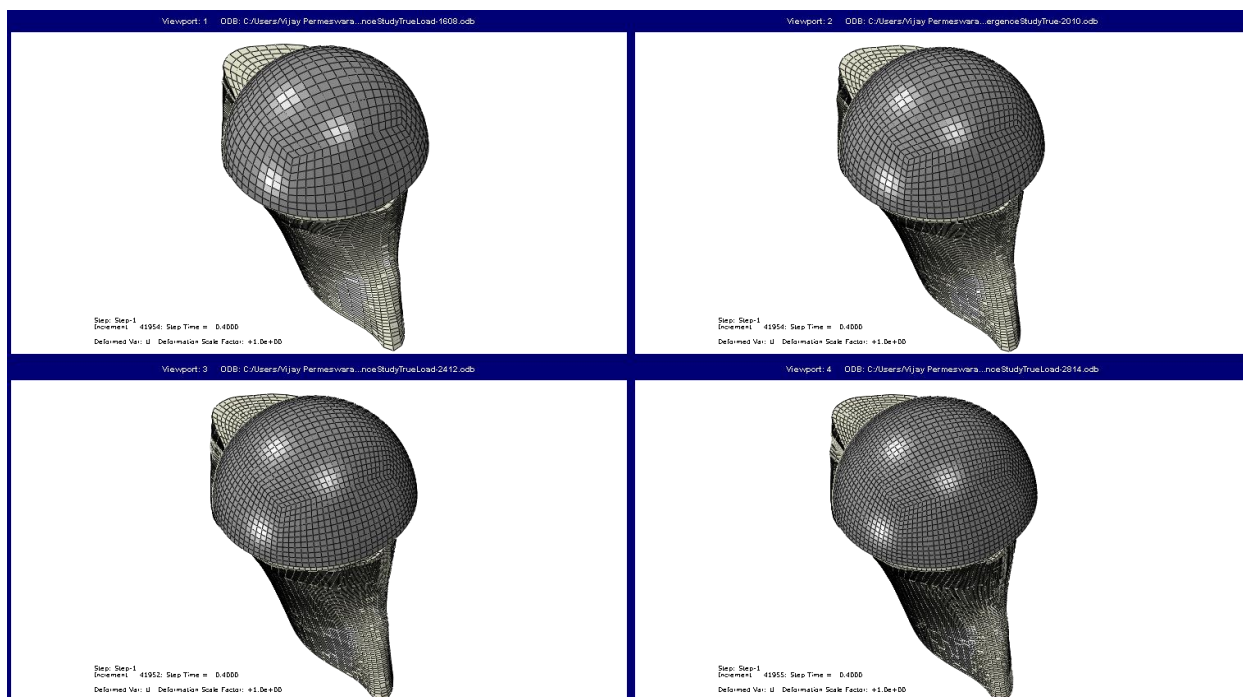 Viewport: 1 ODB: C:/Users/Vijay Permeswara...nceStudyTrueLoad-1608.odb
Viewport: 2 ODB: C:/Users/Vijay Permeswara...ergenceStudyTrue-2010.odb
Step: Step-1
Increment 41954: Step Time = 0.4000
Deformed Var: U Deformation Scale Factor: +1.0e+00
Step: Step-1
Increment 41954: Step Time = 0.4000
Deformed Var: U Deformation Scale Factor: +1.0e+00
Viewport: 3 ODB: C:/Users/Vijay Permeswara...nceStudyTrueLoad-2412.odb
Viewport: 4 ODB: C:/Users/Vijay Permeswara...nceStudyTrueLoad-2814.odb
Step: Step-1
Increment 41952: Step Time = 0.4000
Deformed Var: U Deformation Scale Factor: +1.0e+00
Step: Step-1
Increment 41955: Step Time = 0.4000
Deformed Var: U Deformation Scale Factor: +1.0e+00